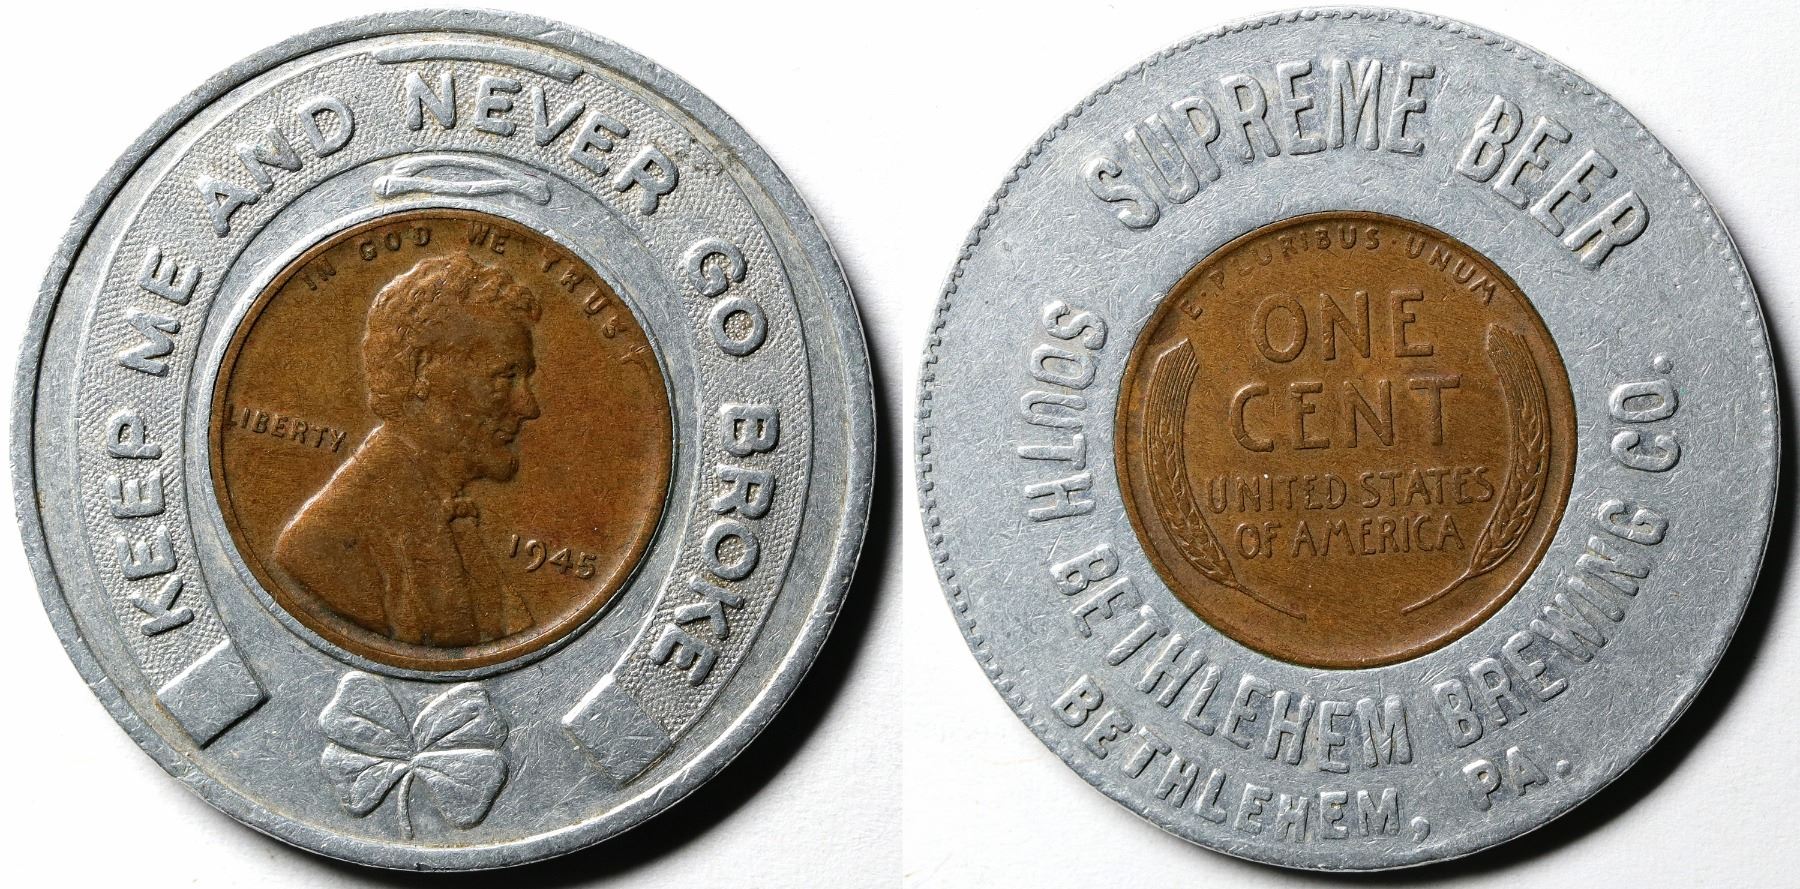 KEEP ME AND NEVER GO BROKE
IN GOD WE TRUST
LIBERTY
1945
SUPREME BEER
SOUTH BETHLEHEM BREWING CO.
BETHLEHEM, PA.
E·PLURIBUS·UNUM
ONE
CENT
UNITED STATES
OF AMERICA